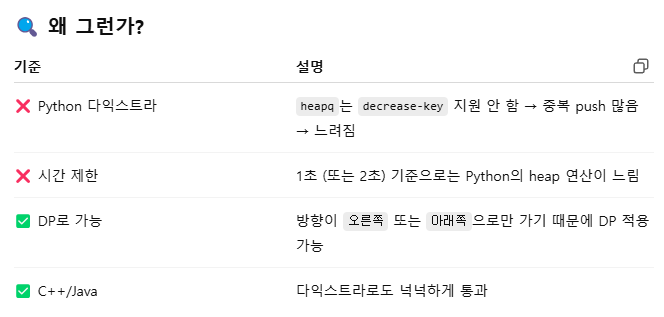 🔍 왜 그런가?
기준 설명
❌ Python 다익스트라 heapq는 decrease-key 지원 안 함 → 중복 push 많음
→ 느려짐
❌ 시간 제한 1초 (또는 2초) 기준으로는 Python의 heap 연산이 느림
✅ DP로 가능 방향이 오른쪽 또는 아래쪽으로만 가기 때문에 DP 적용
가능
✅ C++/Java 다익스트라로도 넉넉하게 통과